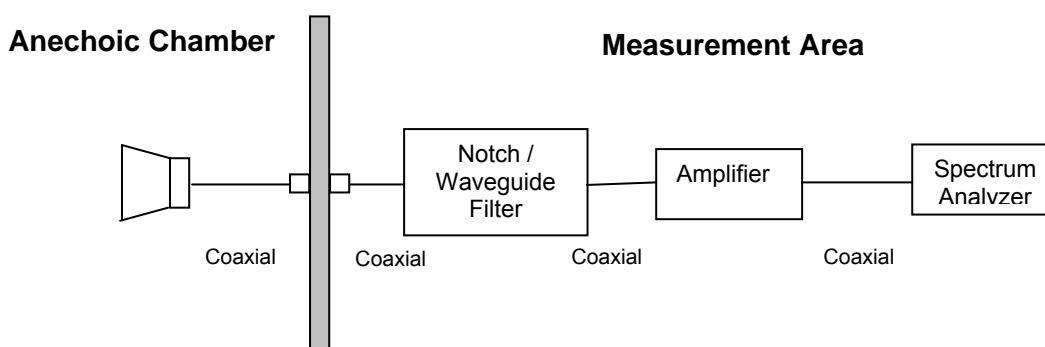 Anechoic Chamber
Measurement Area
Notch /
Waveguide
Filter
Amplifier
Spectrum
Analyzer
Coaxial
Coaxial
Coaxial
Coaxial